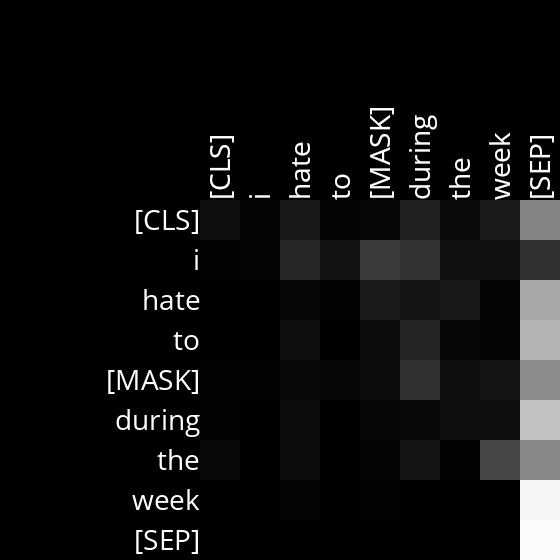 [CLS] i hate to [MASK] during the week [SEP]
[CLS]
i
hate
to
[MASK]
during
the
week
[SEP]